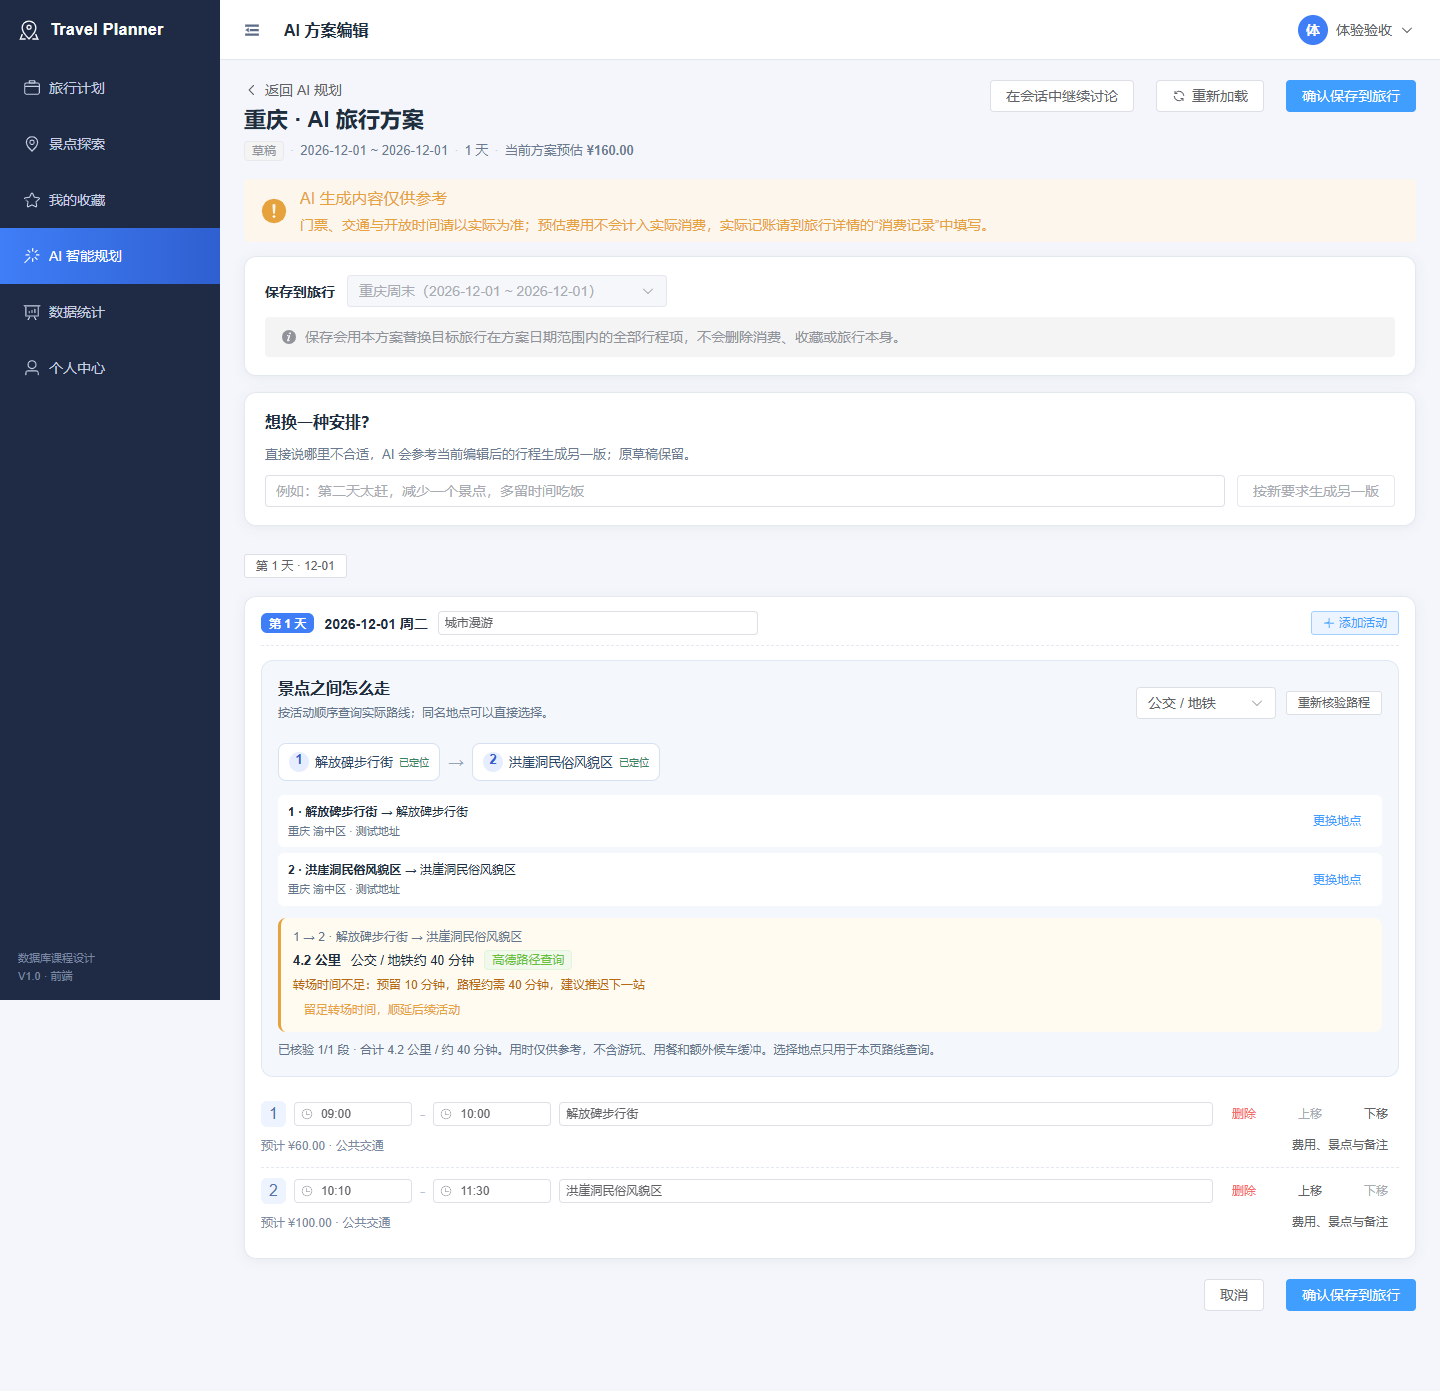 Travel Planner
旅行计划
景点探索
我的收藏
AI 智能规划
数据统计
个人中心
数据库课程设计
V1.0 · 前端
AI 方案编辑
体 体验验收
返回 AI 规划
重庆 · AI 旅行方案
草稿 · 2026-12-01 ~ 2026-12-01 · 1 天 · 当前方案预估 ¥160.00
在会话中继续讨论
重新加载
确认保存到旅行
AI 生成内容仅供参考
门票、交通与开放时间请以实际为准；预估费用不会计入实际消费，实际记账请到旅行详情的“消费记录”中填写。
保存到旅行 重庆周末（2026-12-01 ~ 2026-12-01）
保存会用本方案替换目标旅行在方案日期范围内的全部行程项，不会删除消费、收藏或旅行本身。
想换一种安排？
直接说哪里不合适，AI 会参考当前编辑后的行程生成另一版；原草稿保留。
例如：第二天太赶，减少一个景点，多留时间吃饭
按新要求生成另一版
第 1 天 · 12-01
第 1 天 2026-12-01 周二 城市漫游
添加活动
景点之间怎么走
按活动顺序查询实际路线；同名地点可以直接选择。
公交 / 地铁
重新核验路程
1 解放碑步行街 已定位 → 2 洪崖洞民俗风貌区 已定位
1 · 解放碑步行街 → 解放碑步行街
重庆 渝中区 · 测试地址
更换地点
2 · 洪崖洞民俗风貌区 → 洪崖洞民俗风貌区
重庆 渝中区 · 测试地址
更换地点
1 → 2 · 解放碑步行街 → 洪崖洞民俗风貌区
4.2 公里 公交 / 地铁约 40 分钟 高德路径查询
转场时间不足：预留 10 分钟，路程约需 40 分钟，建议推迟下一站
留足转场时间，顺延后续活动
已核验 1/1 段 · 合计 4.2 公里 / 约 40 分钟。用时仅供参考，不含游玩、用餐和额外候车缓冲。选择地点只用于本页路线查询。
1 09:00 - 10:00 解放碑步行街 删除 上移 下移
预计 ¥60.00 · 公共交通 费用、景点与备注
2 10:10 - 11:30 洪崖洞民俗风貌区 删除 上移 下移
预计 ¥100.00 · 公共交通 费用、景点与备注
取消
确认保存到旅行